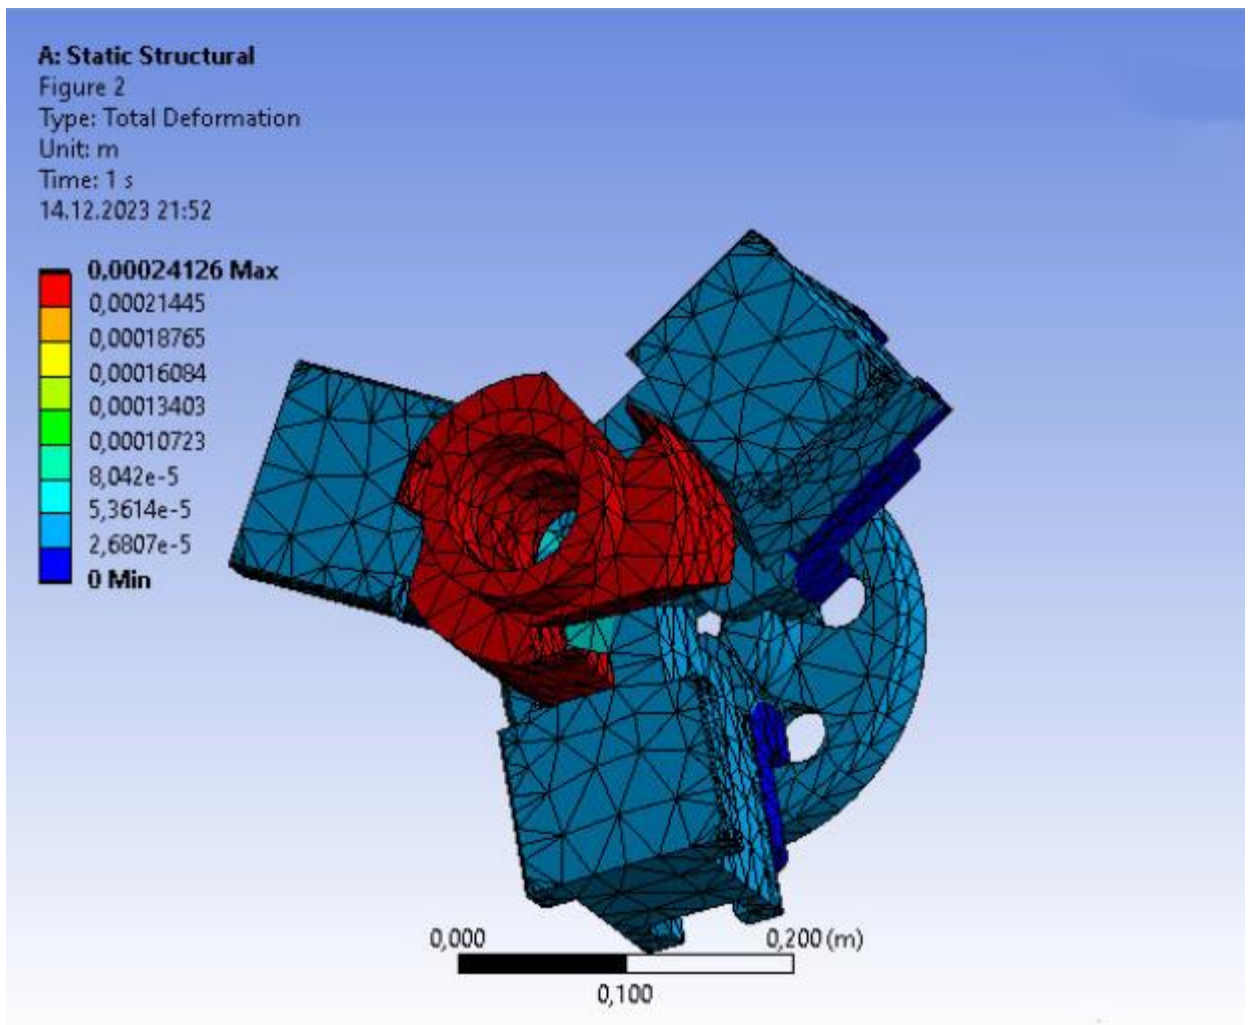 A: Static Structural
Figure 2
Type: Total Deformation
Unit: m
Time: 1 s
14.12.2023 21:52
0,00024126 Max
0,00021445
0,00018765
0,00016084
0,00013403
0,00010723
8,042e-5
5,3614e-5
2,6807e-5
0 Min
0,000 0,200 (m)
0,100